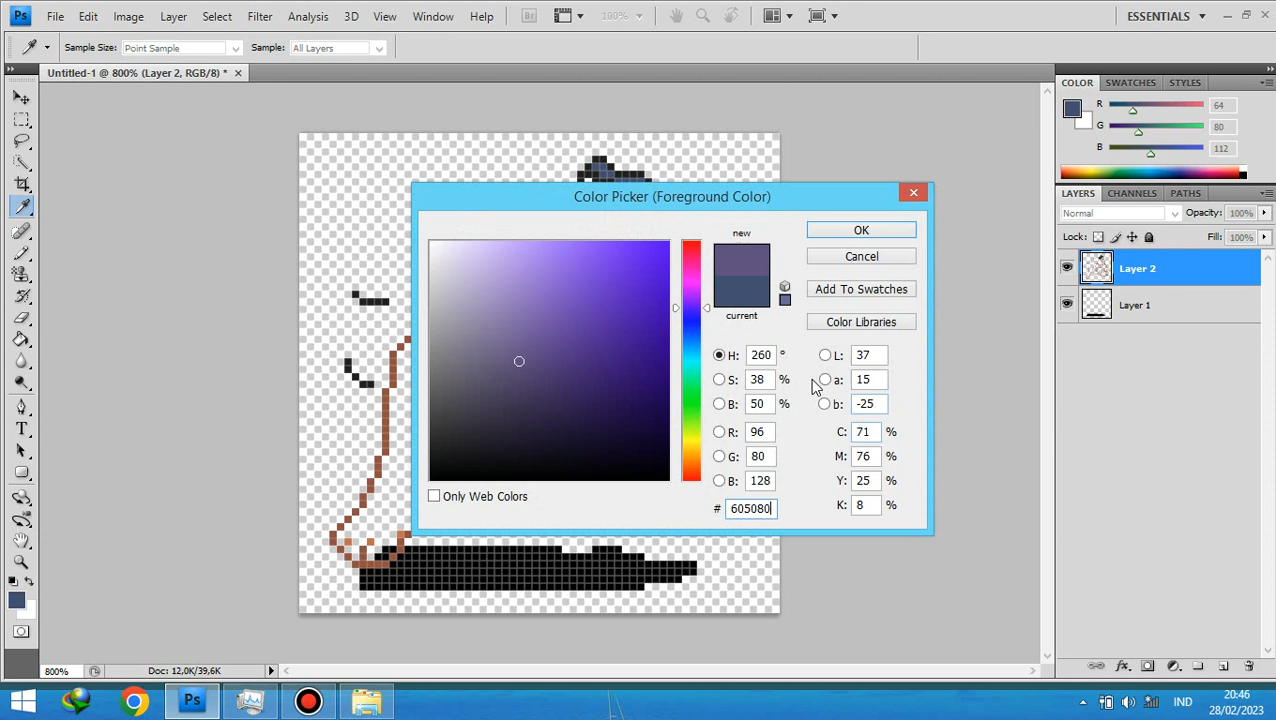 Ps File Edit Image Layer Select Filter Analysis 3D View Window Help Br 100% ESSENTIALS
Sample Size: Point Sample Sample: All Layers
Untitled-1 @ 800% (Layer 2, RGB/8) * ×
COLOR SWATCHES STYLES
R 64
G 80
B 112
LAYERS CHANNELS PATHS
Normal Opacity: 100%
Lock: Fill: 100%
Layer 2
Layer 1
Color Picker (Foreground Color)
new
current
OK
Cancel
Add To Swatches
Color Libraries
H: 260 ° L: 37
S: 38 % a: 15
B: 50 % b: -25
R: 96 C: 71 %
G: 80 M: 76 %
B: 128 Y: 25 %
# 605080 K: 8 %
Only Web Colors
T
800% Doc: 12,0K/39,6K
fx
Ps IND 20:46
28/02/2023